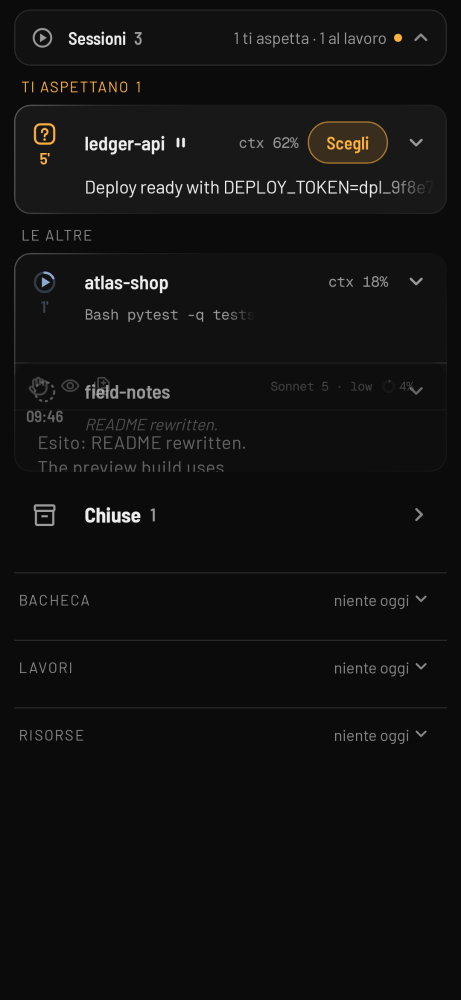 Sessioni 3
1 ti aspetta · 1 al lavoro
TI ASPETTANO 1
5'
ledger-api
ctx 62%
Scegli
Deploy ready with DEPLOY_TOKEN=dpl_9f8e7
LE ALTRE
1'
atlas-shop
ctx 18%
Bash pytest -q tests
field-notes
Sonnet 5 · low
4%
09:46
README rewritten.
Esito: README rewritten.
The preview build uses
Chiuse 1
BACHECA
niente oggi
LAVORI
niente oggi
RISORSE
niente oggi